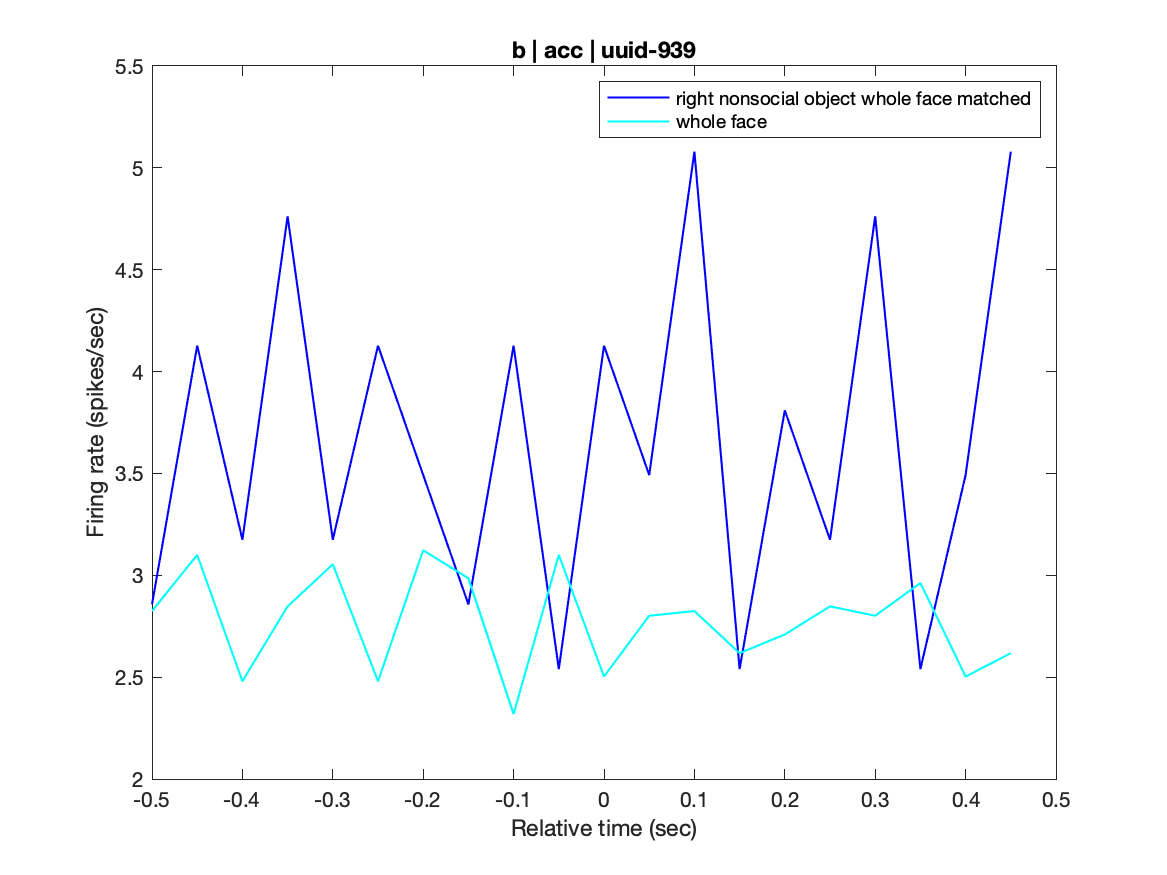 b | acc | uuid-939
right nonsocial object whole face matched
whole face
5.5
5
4.5
4
3.5
3
2.5
2
Firing rate (spikes/sec)
-0.5 -0.4 -0.3 -0.2 -0.1 0 0.1 0.2 0.3 0.4 0.5
Relative time (sec)